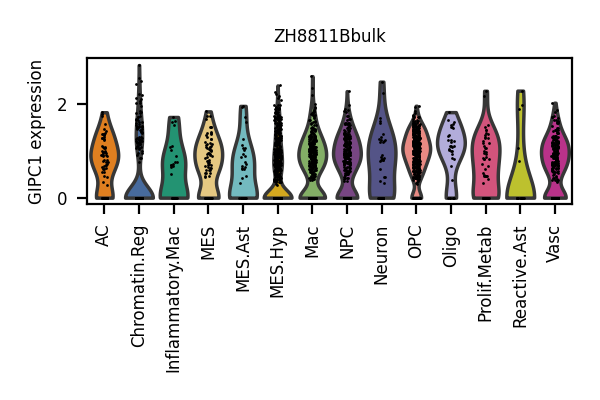 ZH8811Bbulk
GIPC1 expression
2
0
AC
Chromatin.Reg
Inflammatory.Mac
MES
MES.Ast
MES.Hyp
Mac
NPC
Neuron
OPC
Oligo
Prolif.Metab
Reactive.Ast
Vasc